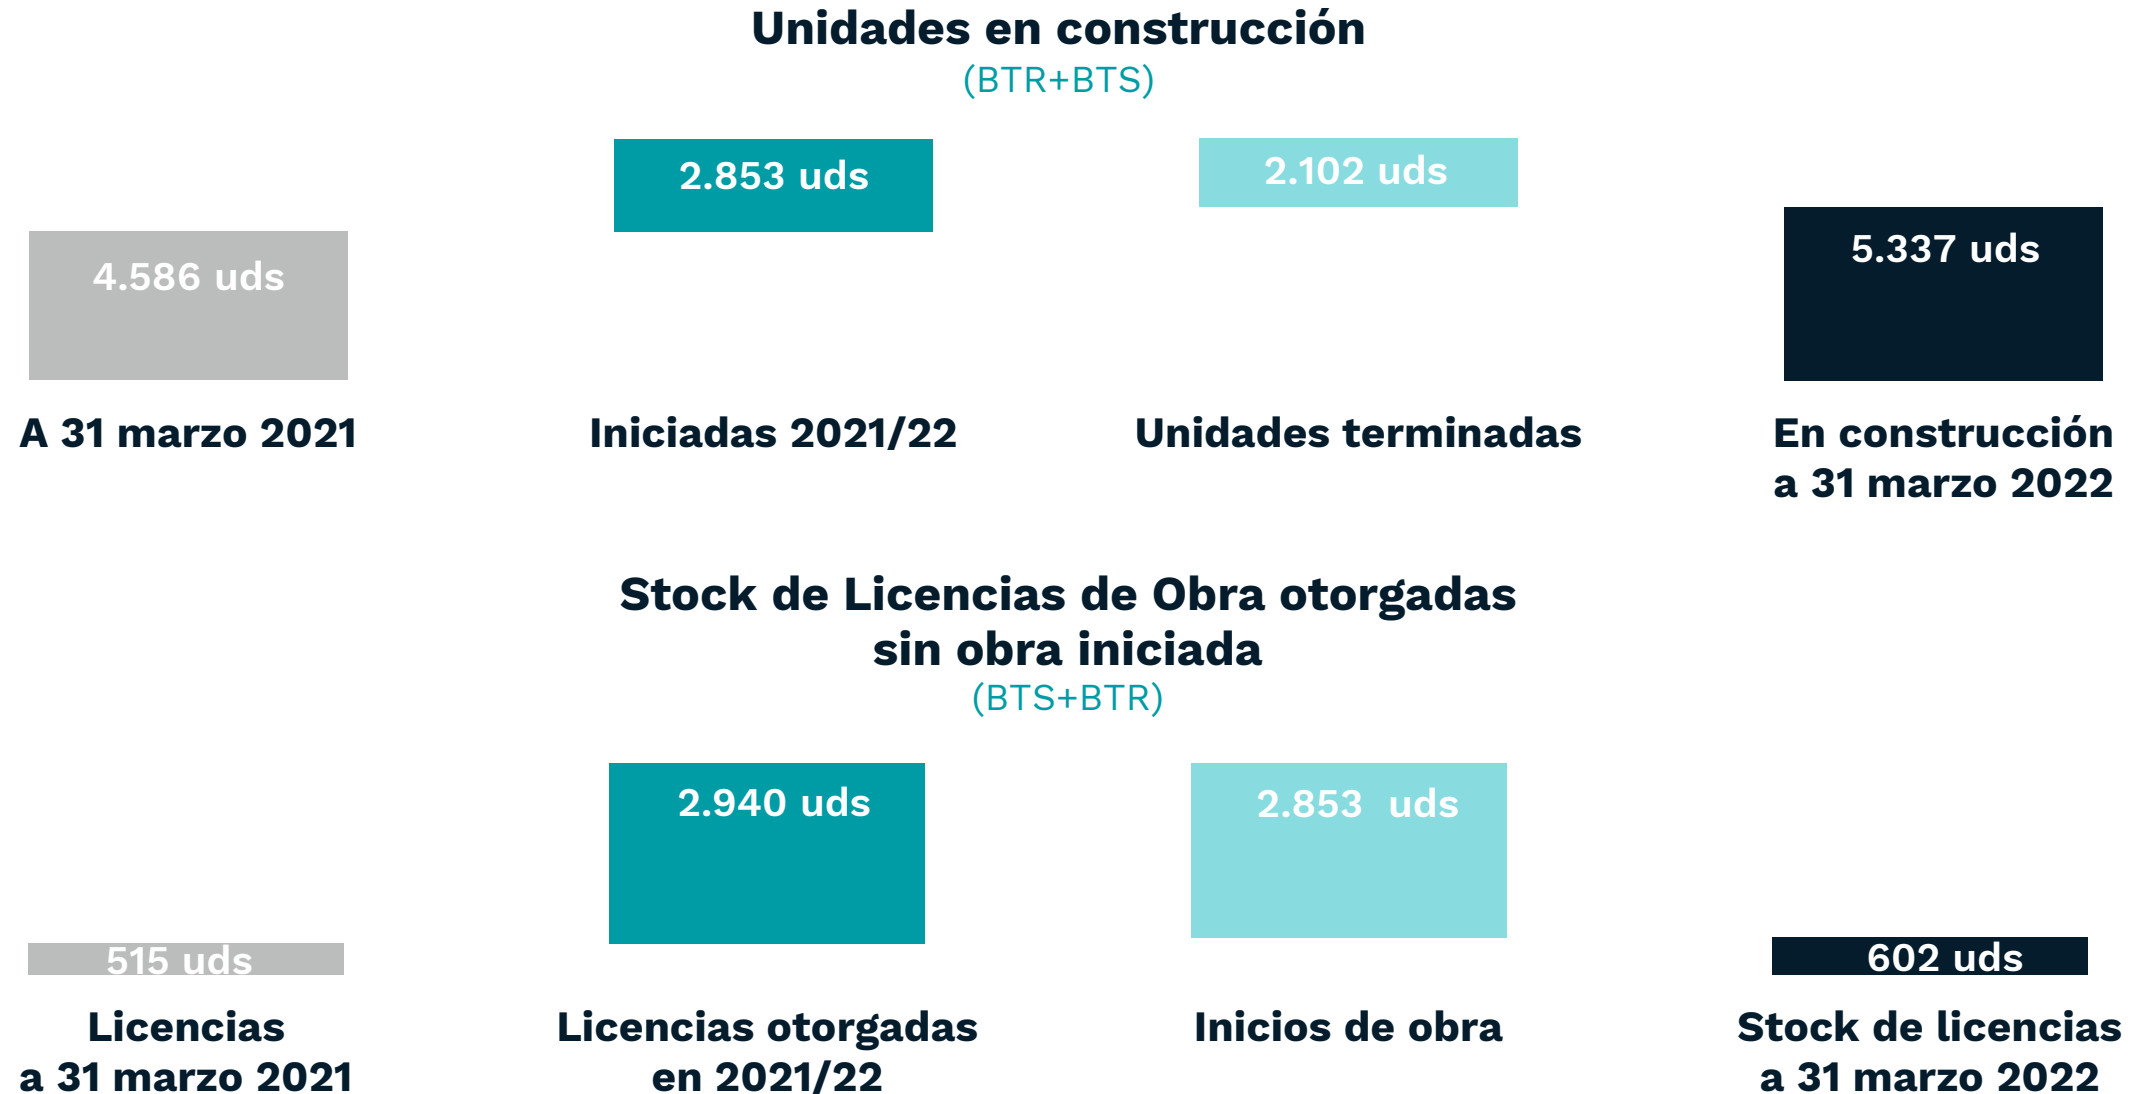 Unidades en construcción
(BTR+BTS)
4.586 uds
2.853 uds
2.102 uds
5.337 uds
A 31 marzo 2021
Iniciadas 2021/22
Unidades terminadas
En construcción
a 31 marzo 2022
Stock de Licencias de Obra otorgadas
sin obra iniciada
(BTS+BTR)
515 uds
2.940 uds
2.853 uds
602 uds
Licencias
a 31 marzo 2021
Licencias otorgadas
en 2021/22
Inicios de obra
Stock de licencias
a 31 marzo 2022